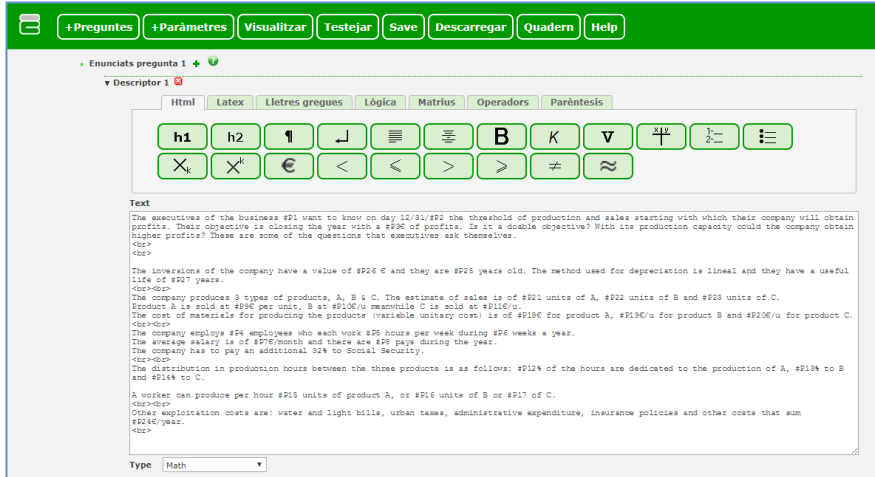 +Preguntes +Paràmetres Visualitzar Testejar Save Descarregar Quadern Help
Enunciats pregunta 1 + ?
▾ Descriptor 1
Html Latex Lletres gregues Lògica Matrius Operadors Parèntesis
h1 h2 ¶ B K V x y 1- 2-
Xk Xk € < ⩽ > ⩾ ≠ ≈
Text
The executives of the business #P1 want to know on day 12/31/#P2 the threshold of production and sales starting with which their company will obtain
profits. Their objective is closing the year with a #P3€ of profits. Is it a doable objective? With its production capacity could the company obtain
higher profits? These are some of the questions that executives ask themselves.
<br>
<br>
The inversions of the company have a value of #P26 € and they are #P25 years old. The method used for depreciation is lineal and they have a useful
life of #P27 years.
<br><br>
The company produces 3 types of products, A, B & C. The estimate of sales is of #P21 units of A, #P22 units of B and #P23 units of C.
Product A is sold at #P9€ per unit, B at #P10€/u meanwhile C is sold at #P11€/u.
The cost of materials for producing the products (variable unitary cost) is of #P18€ for product A, #P19€/u for product B and #P20€/u for product C.
<br><br>
The company employs #P4 employees who each work #P5 hours per week during #P6 weeks a year.
The average salary is of #P7€/month and there are #P8 pays during the year.
The company has to pay an additional 32% to Social Security.
<br><br>
The distribution in production hours between the three products is as follows: #P12% of the hours are dedicated to the production of A, #P13% to B
and #P14% to C.
A worker can produce per hour #P15 units of product A, or #P16 units of B or #P17 of C.
<br><br>
Other exploitation costs are: water and light bills, urban taxes, administrative expenditure, insurance policies and other costs that sum
#P24€/year.
<br>
Type Math